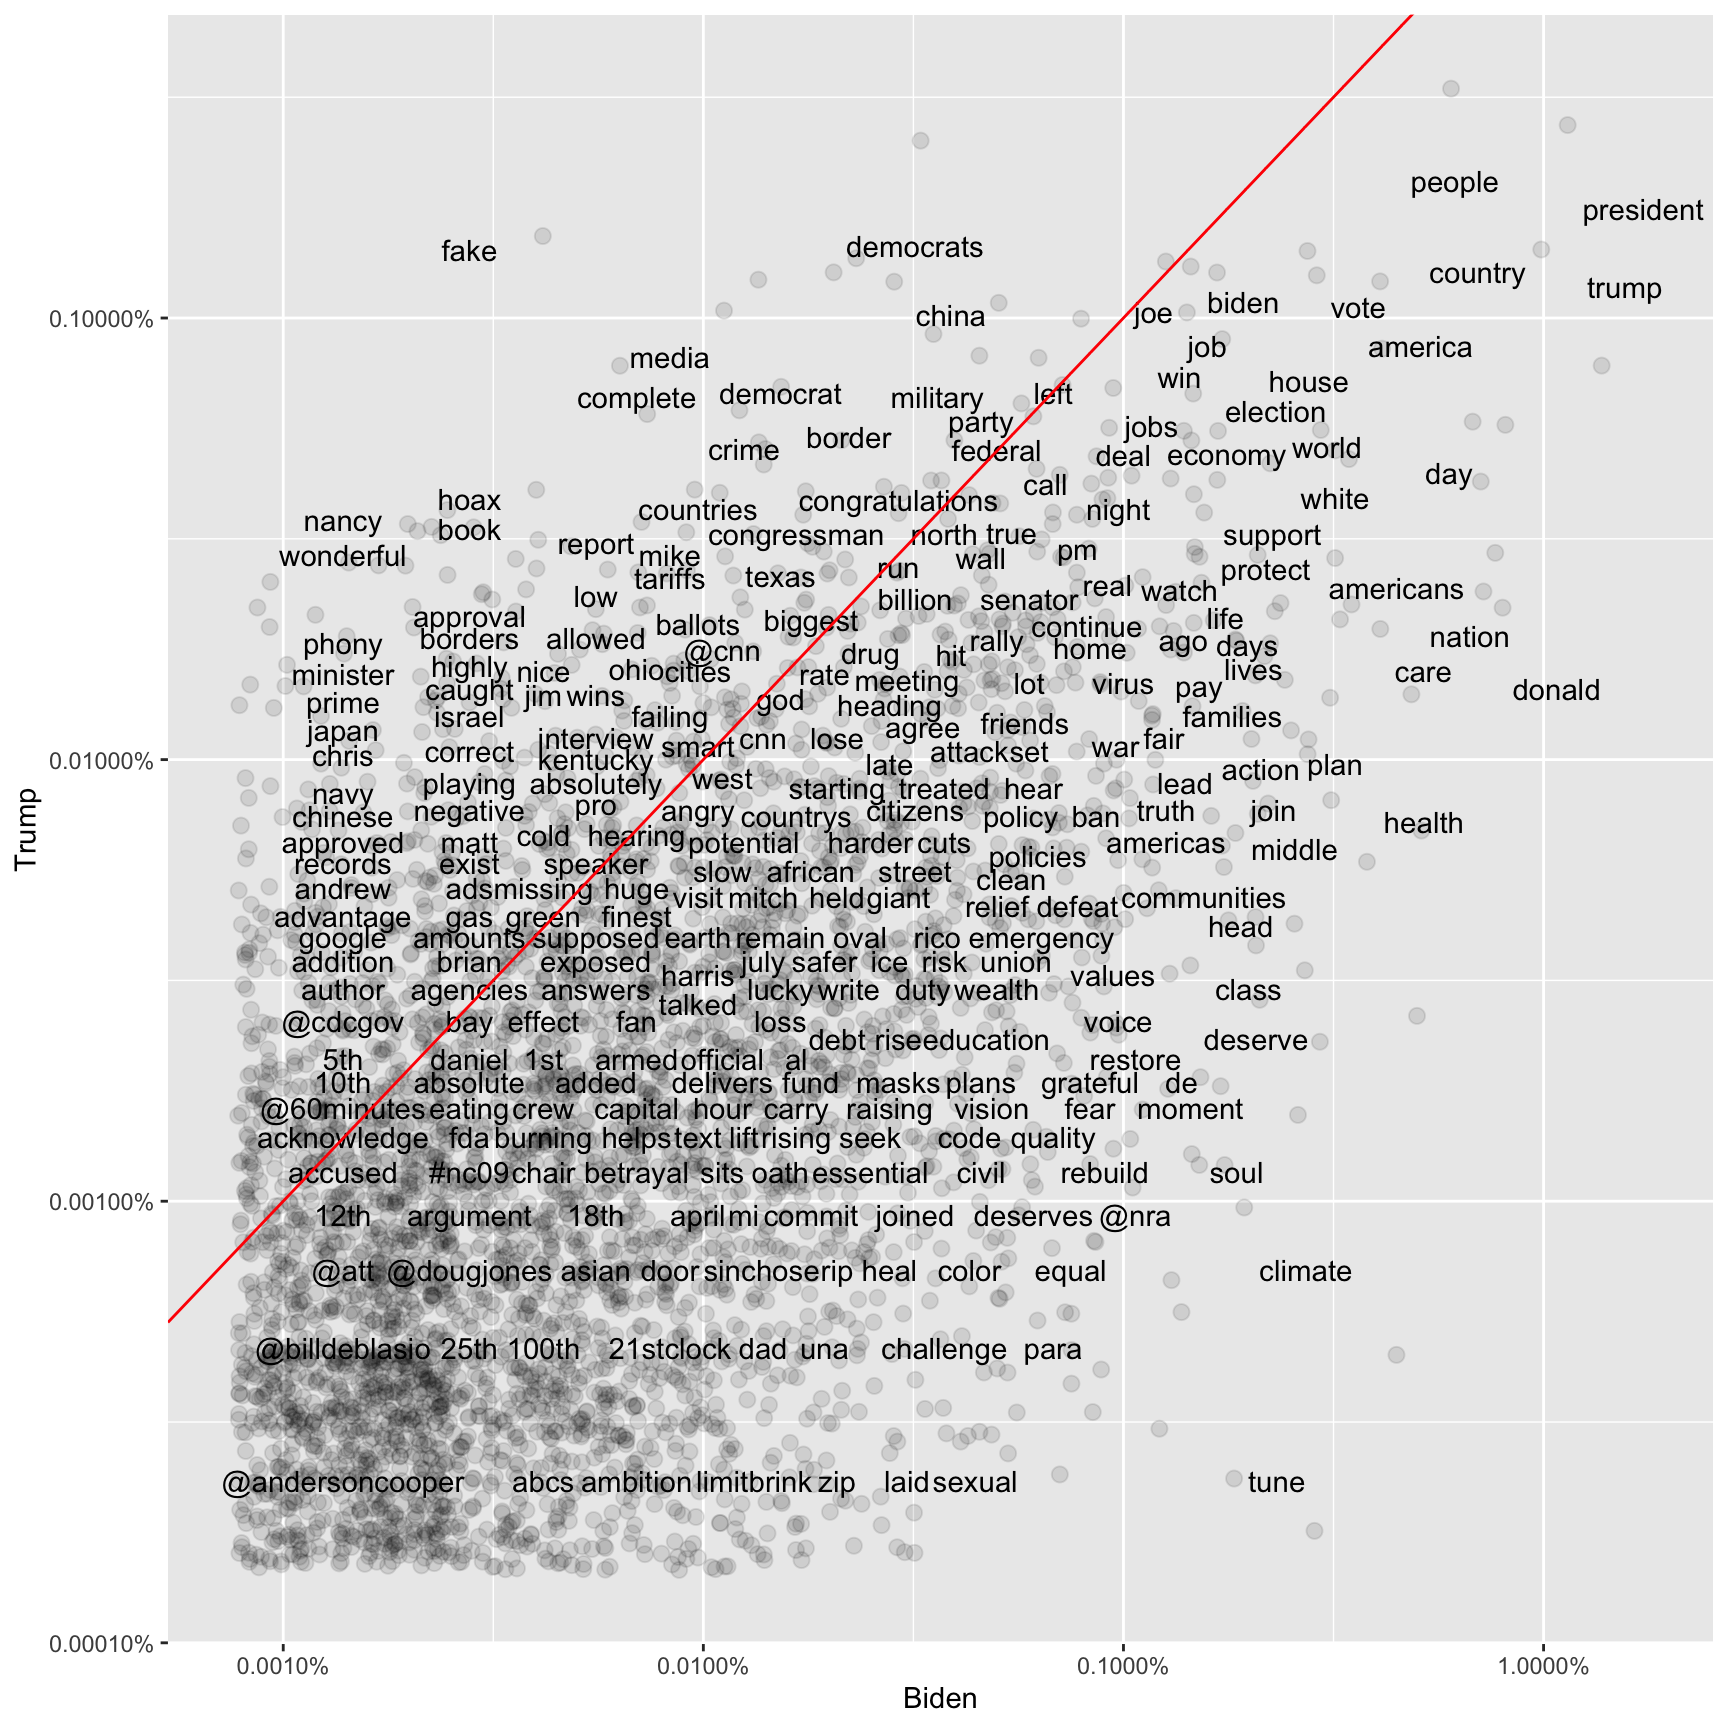 people
president
fake
democrats
country
trump
biden
vote
china
joe
job
america
media
win
house
complete
democrat
military
left
election
party
jobs
crime
border
federal
deal
economy
world
day
call
hoax
countries
congratulations
night
white
nancy
book
congressman
north
true
support
wonderful
report
mike
wall
pm
tariffs
texas
run
real
watch
protect
americans
low
billion
senator
approval
ballots
biggest
continue
life
phony
borders
allowed
@cnn
drug
hit
rally
home
ago
days
nation
minister
highly
nice
ohio
cities
rate
meeting
lot
virus
pay
lives
care
donald
prime
caught
jim
wins
god
heading
israel
failing
agree
friends
families
japan
interview
smart
cnn
lose
attack
set
war
fair
chris
correct
kentucky
late
action
plan
playing
absolutely
west
starting
treated
hear
lead
navy
pro
chinese
negative
angry
countrys
citizens
policy
ban
truth
join
health
approved
matt
cold
hearing
potential
harder
cuts
policies
americas
middle
records
exist
speaker
slow
african
street
clean
andrew
ads
missing
huge
visit
mitch
held
giant
relief
defeat
communities
advantage
gas
green
finest
head
google
amounts
supposed
earth
remain
oval
rico
emergency
addition
brian
exposed
harris
july
safer
ice
risk
union
values
author
agencies
answers
talked
lucky
write
duty
wealth
class
@cdcgov
bay
effect
fan
loss
voice
debt
rise
education
deserve
5th
daniel
1st
armed
official
al
restore
10th
absolute
added
delivers
fund
masks
plans
grateful
de
@60minutes
eating
crew
capital
hour
carry
raising
vision
fear
moment
acknowledge
fda
burning
helps
text
lift
rising
seek
code
quality
accused
#nc09
chair
betrayal
sits
oath
essential
civil
rebuild
soul
12th
argument
18th
april
mi
commit
joined
deserves
@nra
@att
@dougjones
asian
door
sin
chose
rip
heal
color
equal
climate
@billdeblasio
25th
100th
21st
clock
dad
una
challenge
para
@andersoncooper
abcs
ambition
limit
brink
zip
laid
sexual
tune
0.10000%
0.01000%
0.00100%
0.00010%
0.0010%
0.0100%
0.1000%
1.0000%
Biden
Trump